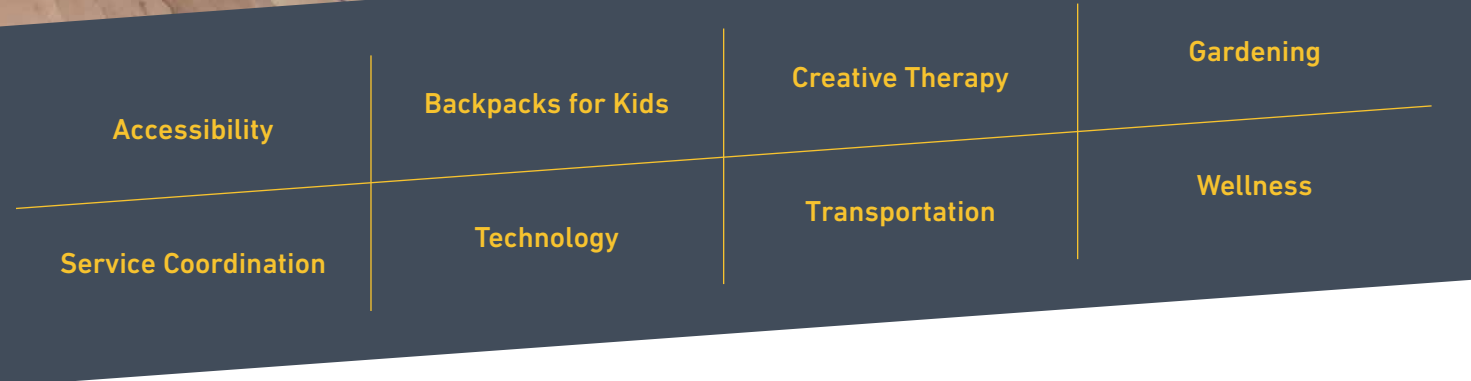 Accessibility
Backpacks for Kids
Creative Therapy
Gardening
Service Coordination
Technology
Transportation
Wellness